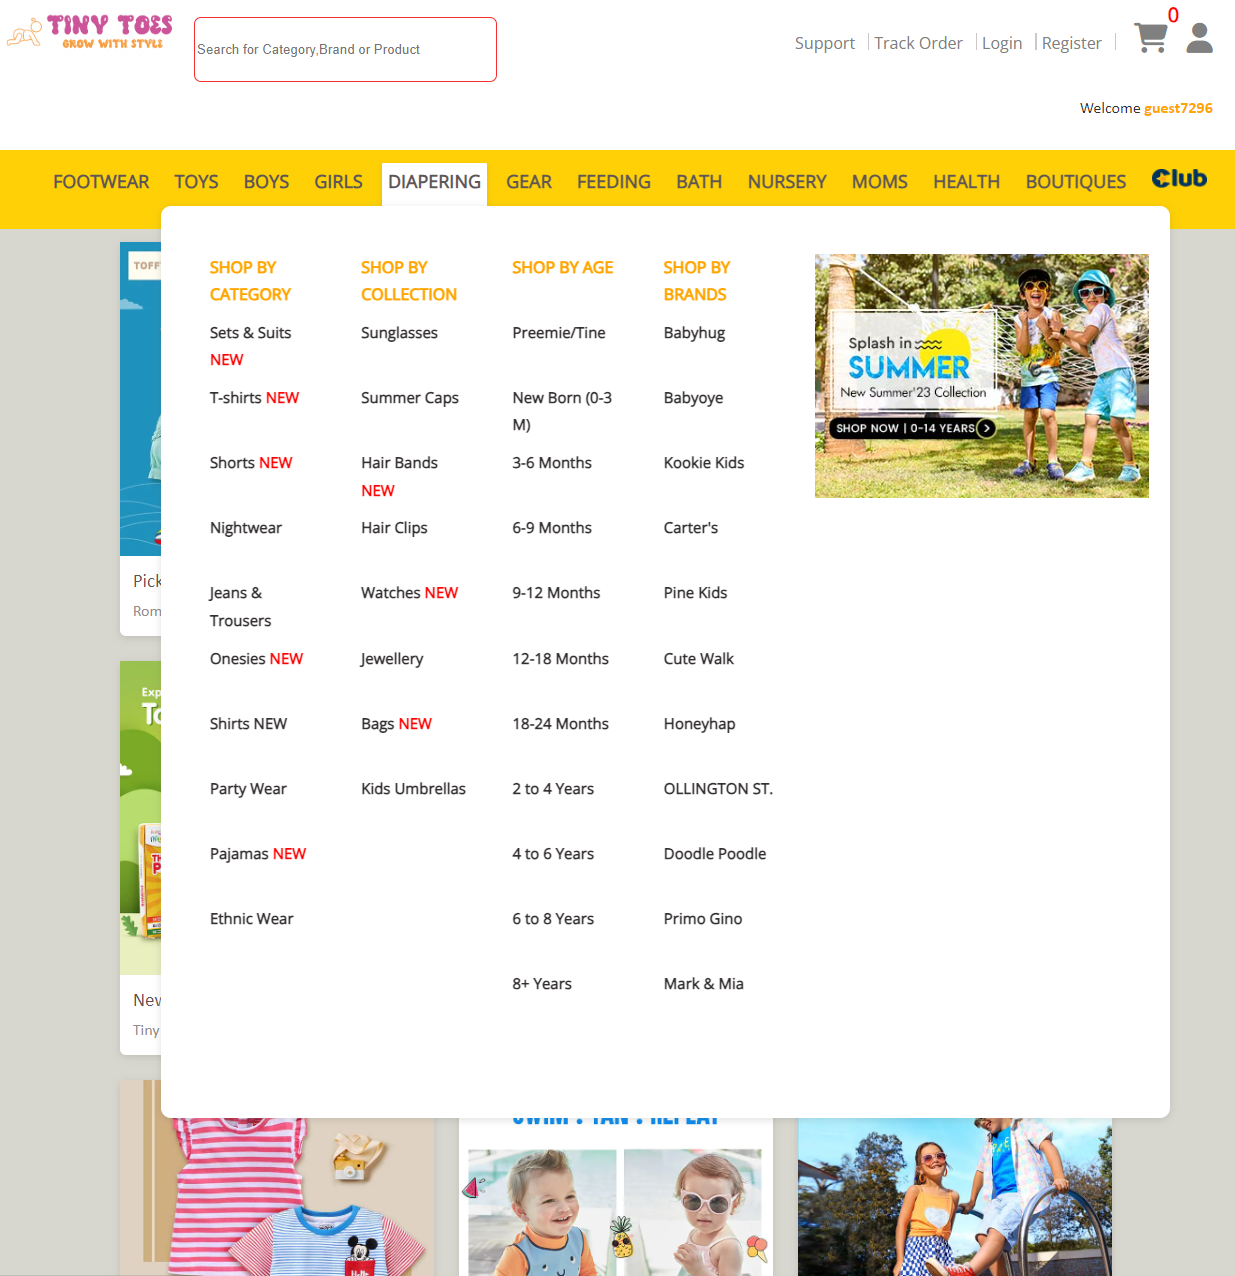 TINY TOES
GROW WITH STYLE
Search for Category,Brand or Product
Support
Track Order
Login
Register
0
Welcome guest7296
FOOTWEAR
TOYS
BOYS
GIRLS
DIAPERING
GEAR
FEEDING
BATH
NURSERY
MOMS
HEALTH
BOUTIQUES
Club
SHOP BY
CATEGORY
Sets & Suits
NEW
T-shirts NEW
Shorts NEW
Nightwear
Jeans &
Trousers
Onesies NEW
Shirts NEW
Party Wear
Pajamas NEW
Ethnic Wear
SHOP BY
COLLECTION
Sunglasses
Summer Caps
Hair Bands
NEW
Hair Clips
Watches NEW
Jewellery
Bags NEW
Kids Umbrellas
SHOP BY AGE
Preemie/Tine
New Born (0-3
M)
3-6 Months
6-9 Months
9-12 Months
12-18 Months
18-24 Months
2 to 4 Years
4 to 6 Years
6 to 8 Years
8+ Years
SHOP BY
BRANDS
Babyhug
Babyoye
Kookie Kids
Carter's
Pine Kids
Cute Walk
Honeyhap
OLLINGTON ST.
Doodle Poodle
Primo Gino
Mark & Mia
Splash in
SUMMER
New Summer'23 Collection
SHOP NOW | 0-14 YEARS
TOFF
Pick
Rom
Exp
To
New
Tiny
SWIM . TAN . REPEAT
Hello